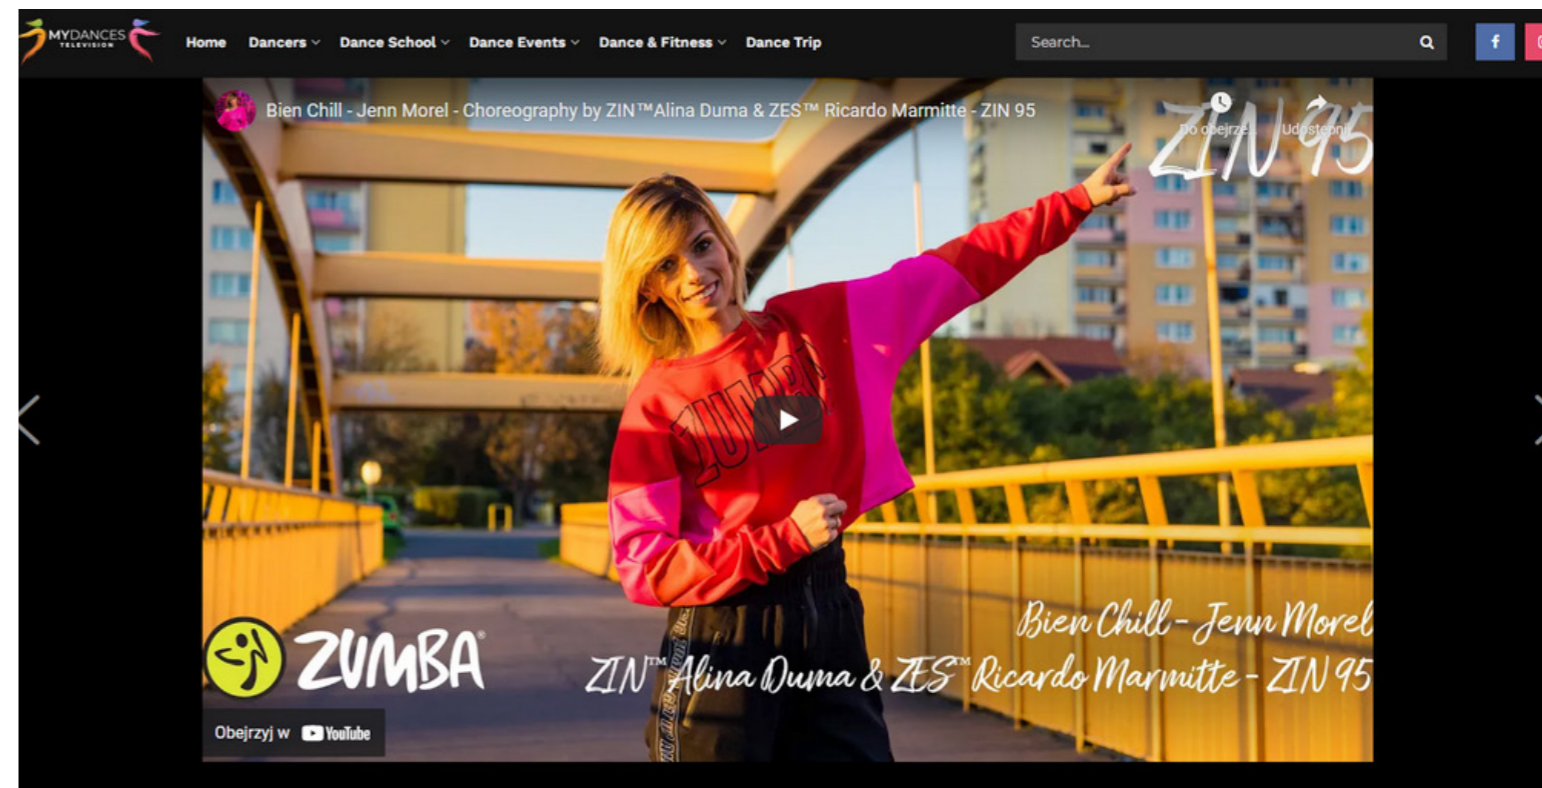 MYDANCES
TELEVISION
Home Dancers Dance School Dance Events Dance & Fitness Dance Trip
Search...
f
Bien Chill - Jenn Morel - Choreography by ZIN™Alina Duma & ZES™ Ricardo Marmitte - ZIN 95
ZIN 95
Do obejrze... Udostępnij
ZUMBA
Bien Chill - Jenn Morel
ZUMBA®
ZIN™ Alina Duma & ZES™ Ricardo Marmitte - ZIN 95
Obejrzyj w YouTube